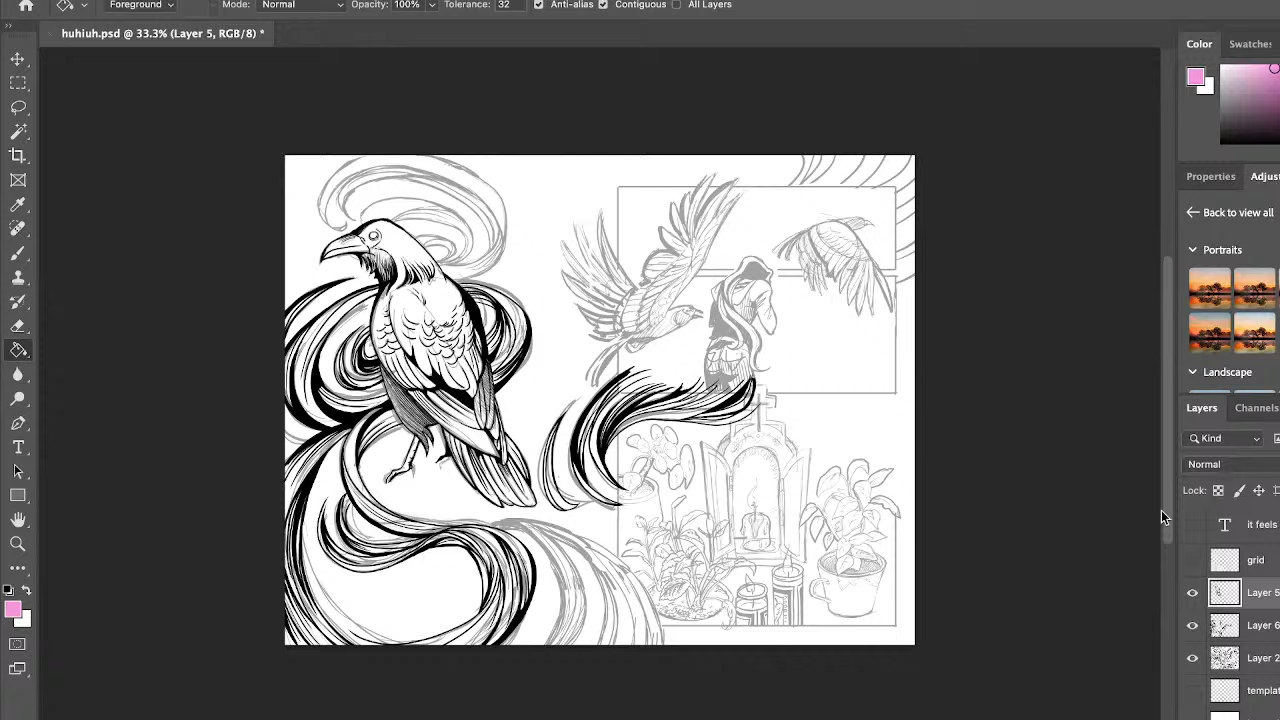 Foreground Mode: Normal Opacity: 100% Tolerance: 32 Anti-alias Contiguous All Layers
huhiuh.psd @ 33.3% (Layer 5, RGB/8) *
Color Swatches
Properties Adjus
Back to view all
Portraits
Landscape
Layers Channels
Kind
Normal
Lock:
T it feels
grid
Layer 5
Layer 6
Layer 2
templat